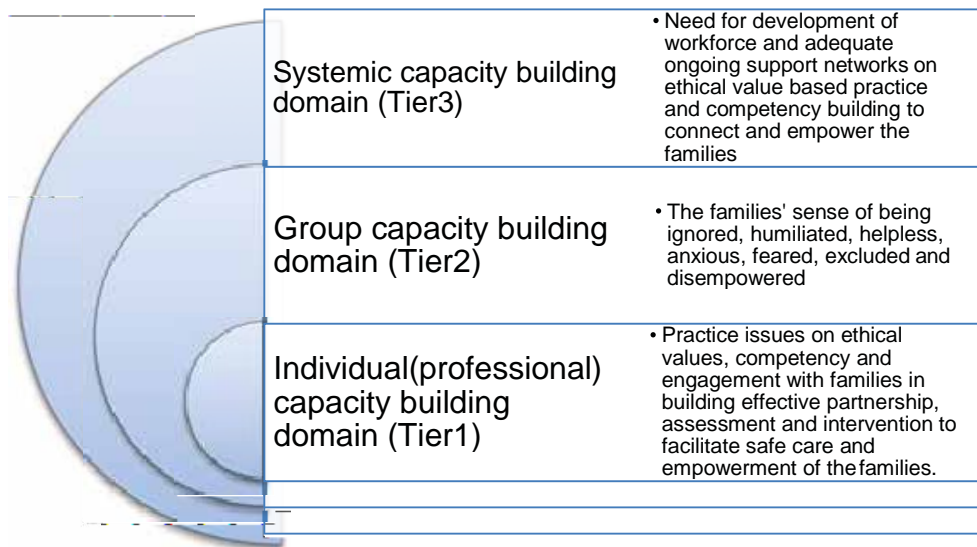 Systemic capacity building
domain (Tier3)
• Need for development of
workforce and adequate
ongoing support networks on
ethical value based practice
and competency building to
connect and empower the
families
Group capacity building
domain (Tier2)
• The families' sense of being
ignored, humiliated, helpless,
anxious, feared, excluded and
disempowered
Individual(professional)
capacity building
domain (Tier1)
• Practice issues on ethical
values, competency and
engagement with families in
building effective partnership,
assessment and intervention to
facilitate safe care and
empowerment of thefamilies.